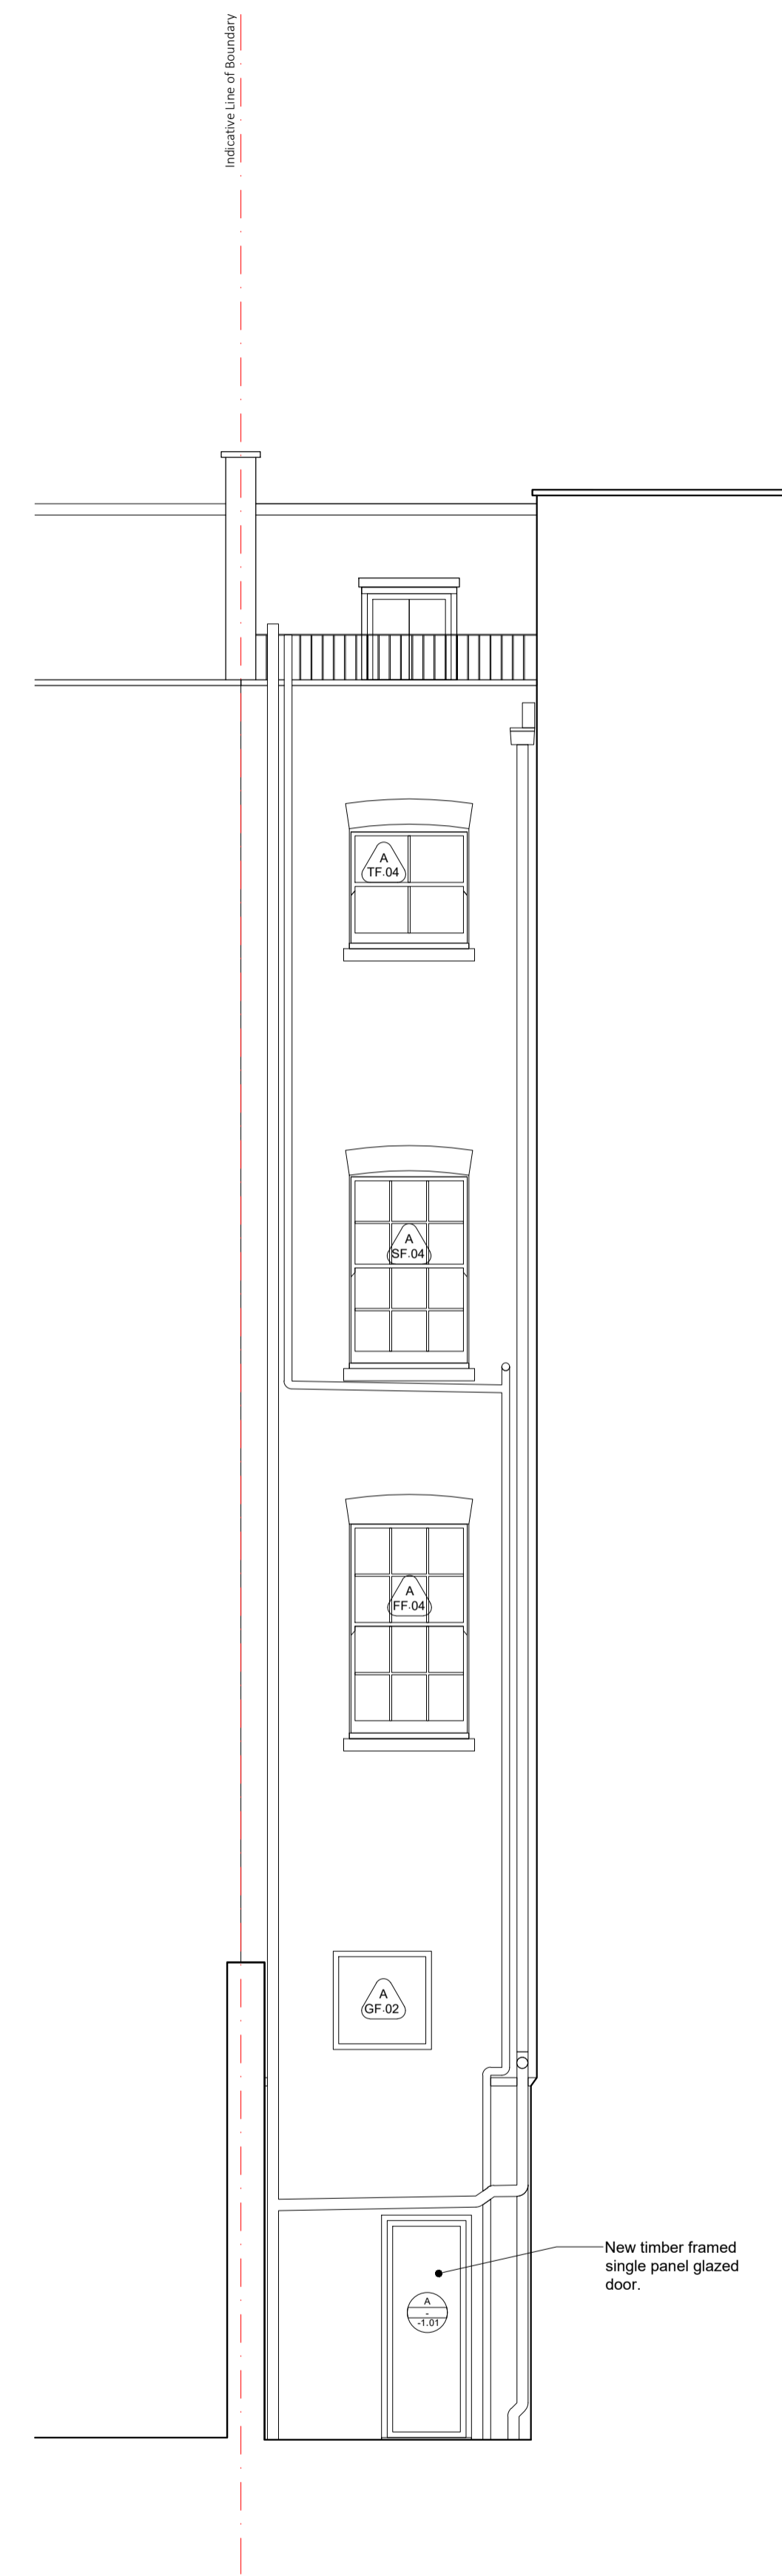 Indicative Line of Boundary
A
TF.04
A
SF.04
A
FF.04
A
GF.02
New timber framed
single panel glazed
door.
A
-
-1.01